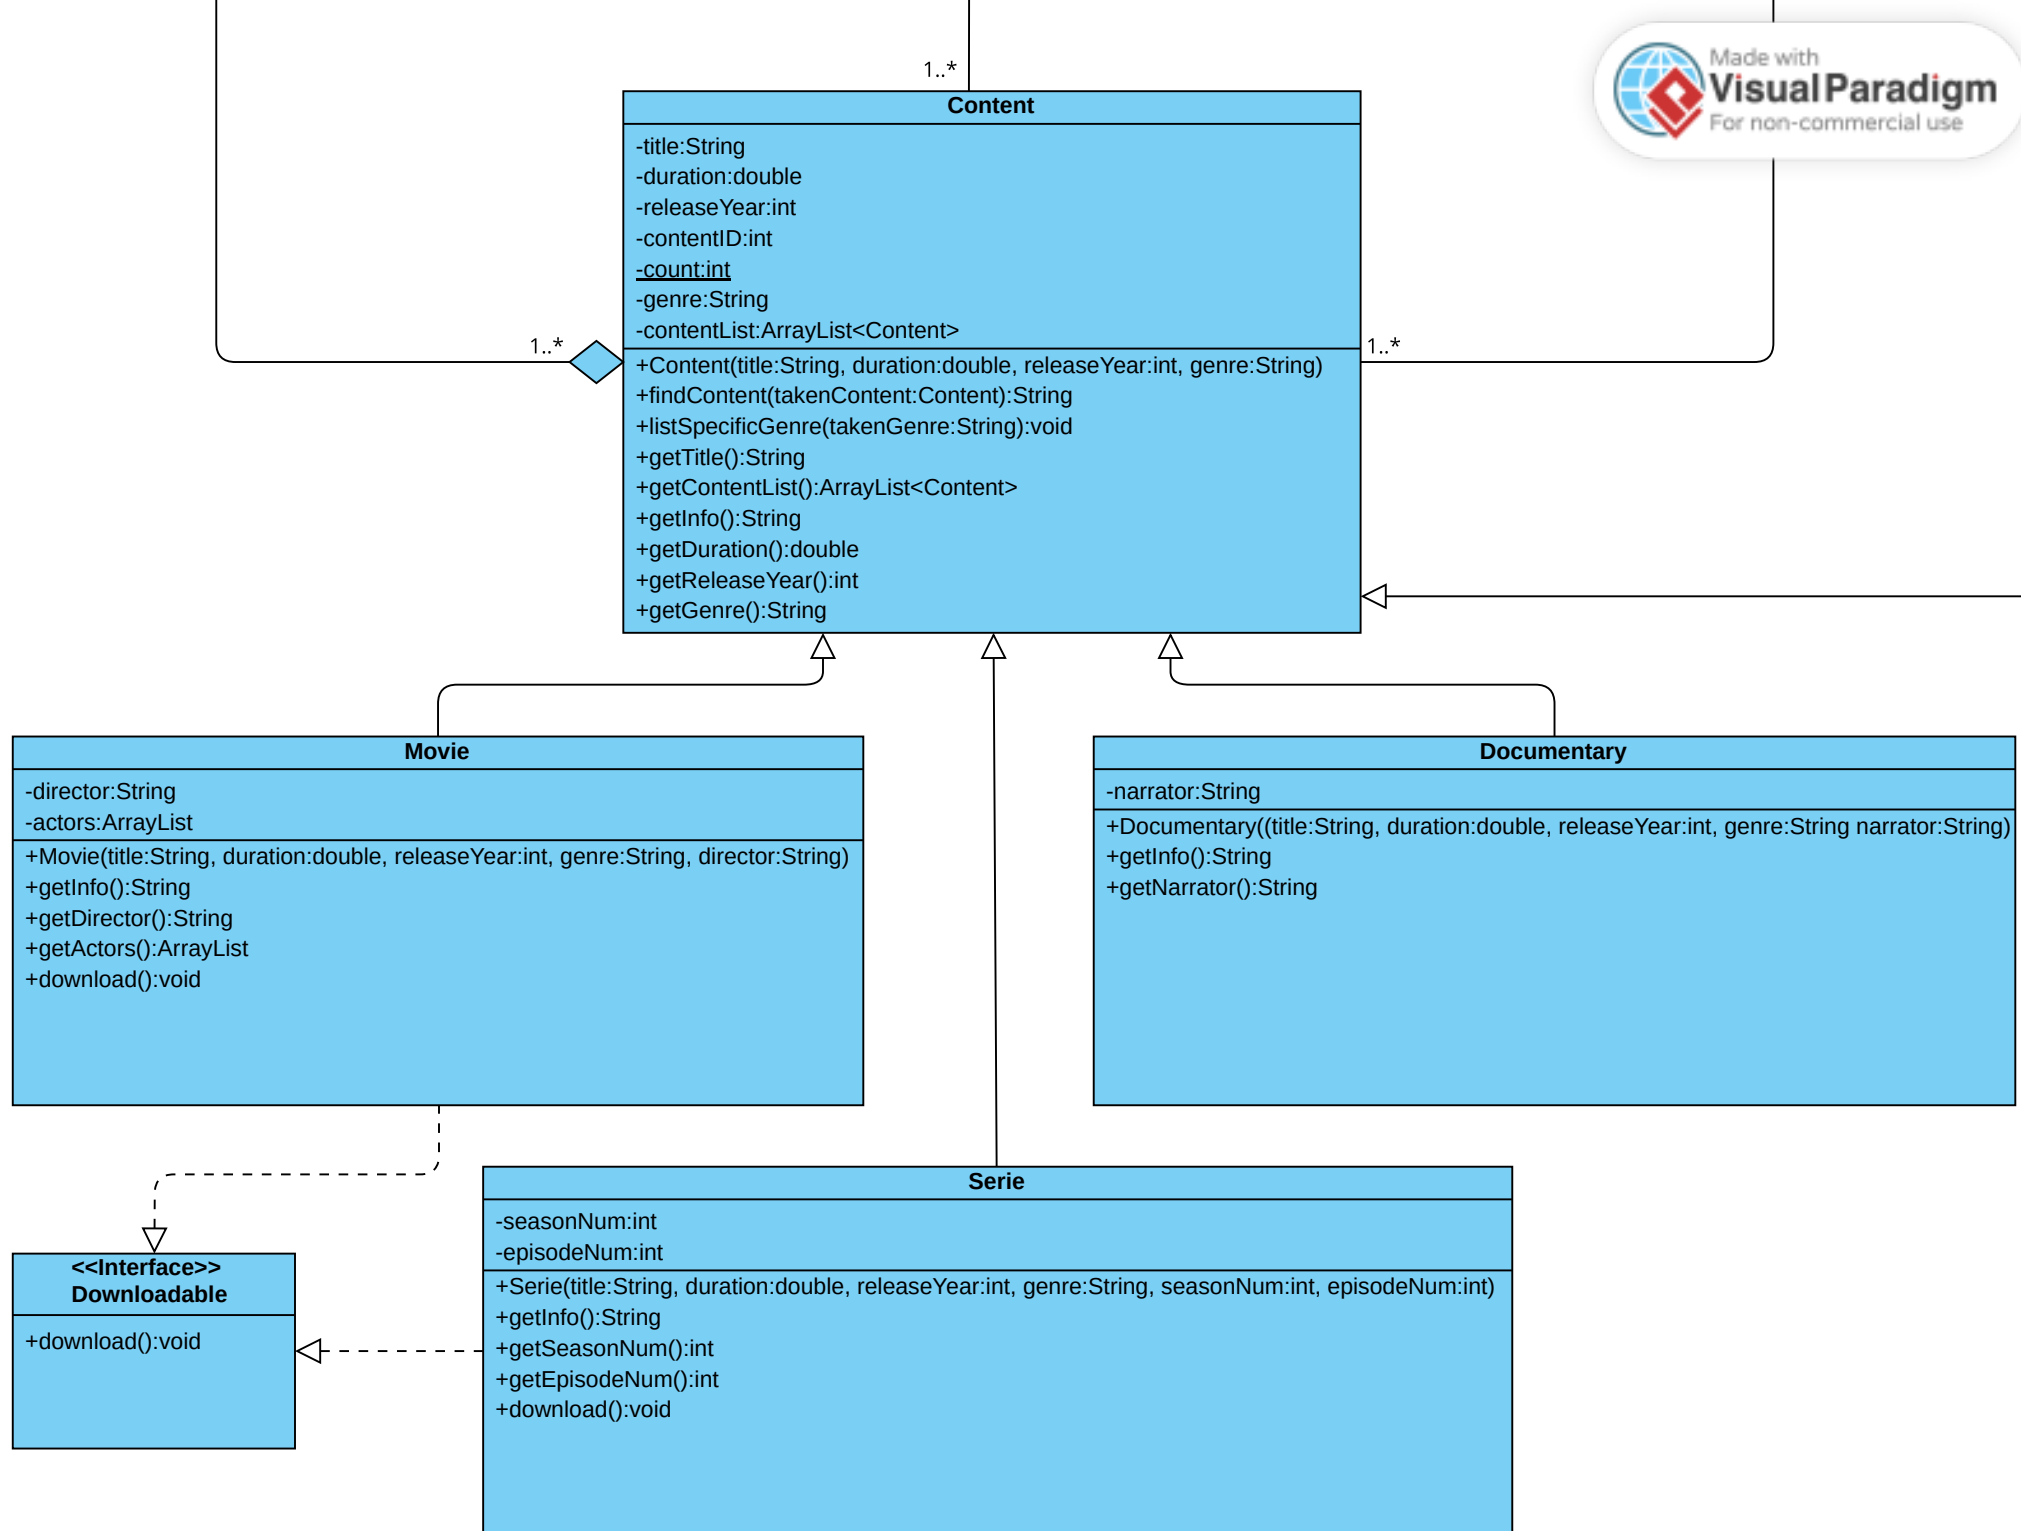 Made with
Visual Paradigm
For non-commercial use
1..*
Content
-title:String
-duration:double
-releaseYear:int
-contentID:int
-count:int
-genre:String
-contentList:ArrayList<Content>
1..*
1..*
+Content(title:String, duration:double, releaseYear:int, genre:String)
+findContent(takenContent:Content):String
+listSpecificGenre(takenGenre:String):void
+getTitle():String
+getContentList():ArrayList<Content>
+getInfo():String
+getDuration():double
+getReleaseYear():int
+getGenre():String
Movie
-director:String
-actors:ArrayList
+Movie(title:String, duration:double, releaseYear:int, genre:String, director:String)
+getInfo():String
+getDirector():String
+getActors():ArrayList
+download():void
Documentary
-narrator:String
+Documentary((title:String, duration:double, releaseYear:int, genre:String narrator:String)
+getInfo():String
+getNarrator():String
Serie
-seasonNum:int
-episodeNum:int
+Serie(title:String, duration:double, releaseYear:int, genre:String, seasonNum:int, episodeNum:int)
+getInfo():String
+getSeasonNum():int
+getEpisodeNum():int
+download():void
<<Interface>>
Downloadable
+download():void